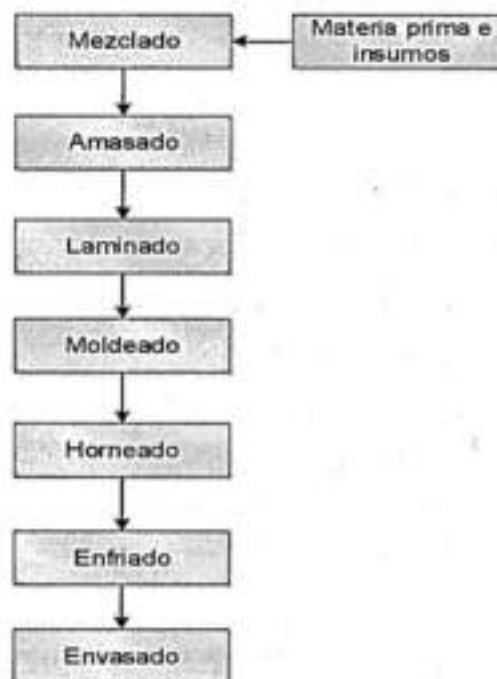 Mezclado
Materia prima e
insumos
Amasado
Laminado
Moldeado
Horneado
Enfriado
Envasado